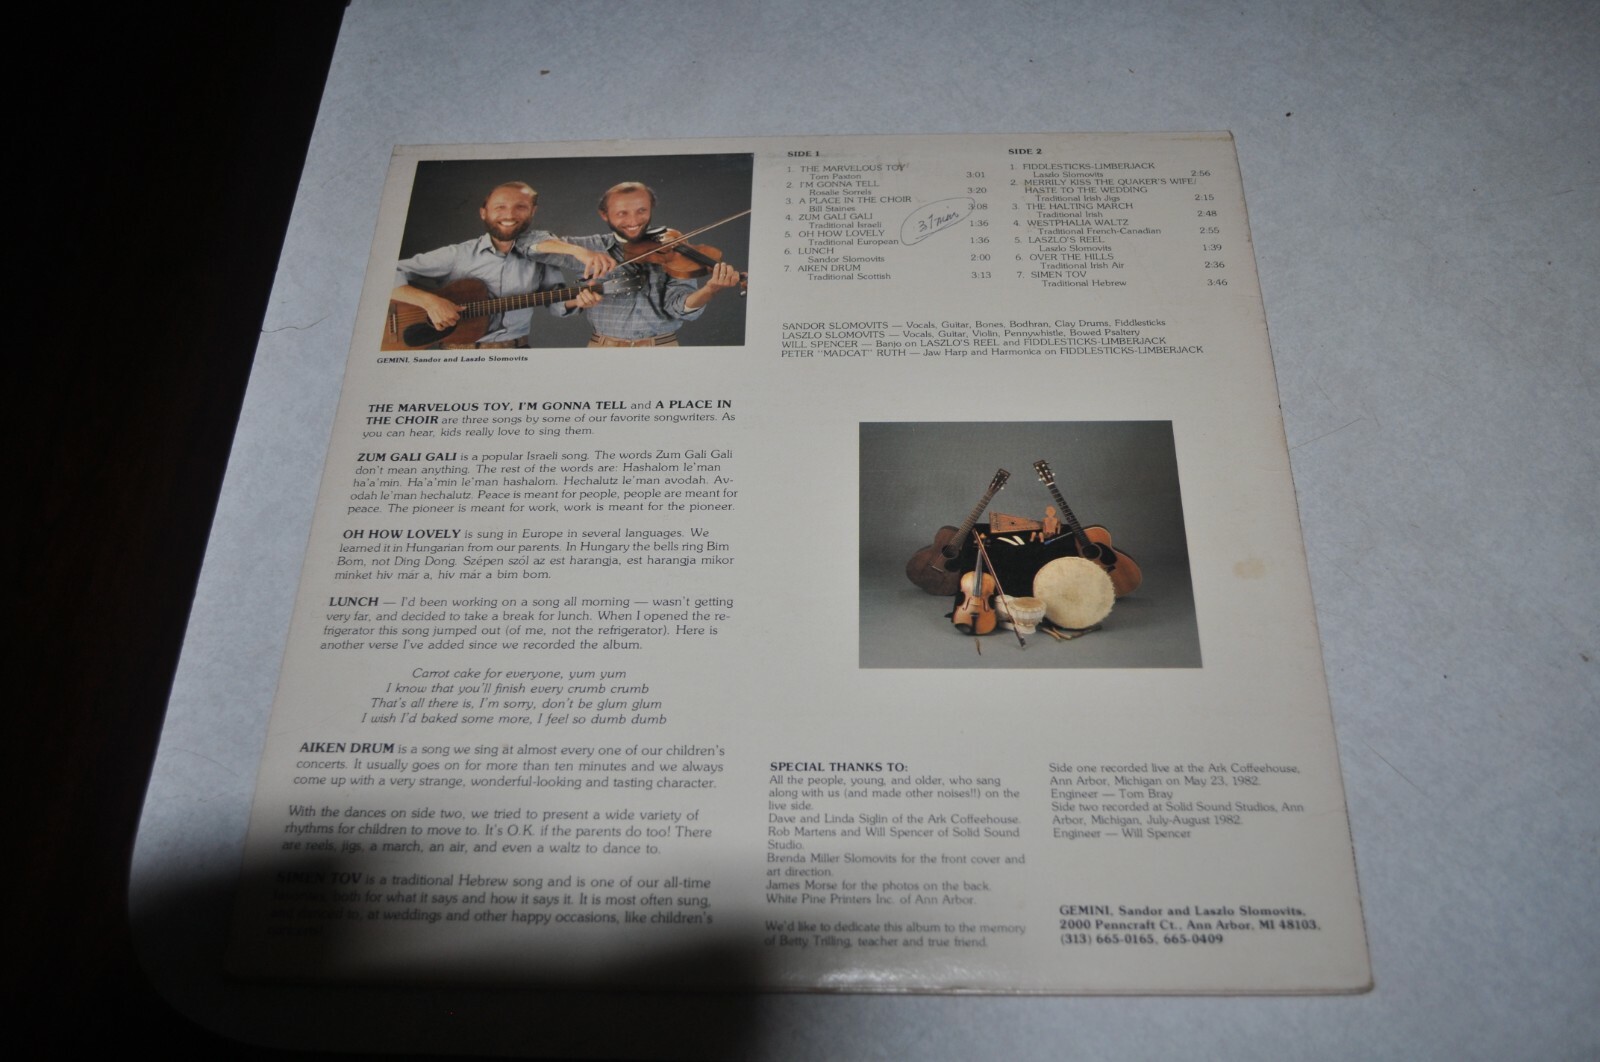 GEMINI, Sandor and Laszlo Slomovits
SIDE 1
1. THE MARVELOUS TOY
Tom Paxton 3:01
2. I'M GONNA TELL
Rosalie Sorrels 3:20
3. A PLACE IN THE CHOIR
Bill Staines 3:08
4. ZUM GALI GALI
Traditional Israeli 1:36
5. OH HOW LOVELY
Traditional European 1:36
6. LUNCH
Sandor Slomovits 2:00
7. AIKEN DRUM
Traditional Scottish 3:13
SIDE 2
1. FIDDLESTICKS-LIMBERJACK
Laszlo Slomovits 2:56
2. MERRILY KISS THE QUAKER'S WIFE/
HASTE TO THE WEDDING
Traditional Irish Jigs 2:15
3. THE HALTING MARCH
Traditional Irish 2:48
4. WESTPHALIA WALTZ
Traditional French-Canadian 2:55
5. LASZLO'S REEL
Laszlo Slomovits 1:39
6. OVER THE HILLS
Traditional Irish Air 2:36
7. SIMEN TOV
Traditional Hebrew 3:46
SANDOR SLOMOVITS — Vocals, Guitar, Bones, Bodhran, Clay Drums, Fiddlesticks
LASZLO SLOMOVITS — Vocals, Guitar, Violin, Pennywhistle, Bowed Psaltery
WILL SPENCER — Banjo on LASZLO'S REEL and FIDDLESTICKS-LIMBERJACK
PETER "MADCAT" RUTH — Jaw Harp and Harmonica on FIDDLESTICKS-LIMBERJACK
THE MARVELOUS TOY, I'M GONNA TELL and A PLACE IN
THE CHOIR are three songs by some of our favorite songwriters. As
you can hear, kids really love to sing them.
ZUM GALI GALI is a popular Israeli song. The words Zum Gali Gali
don't mean anything. The rest of the words are: Hashalom le'man
ha'a'min. Ha'a'min le'man hashalom. Hechalutz le'man avodah. Av-
odah le'man hechalutz. Peace is meant for people, people are meant for
peace. The pioneer is meant for work, work is meant for the pioneer.
OH HOW LOVELY is sung in Europe in several languages. We
learned it in Hungarian from our parents. In Hungary the bells ring Bim
Bom, not Ding Dong. Szépen szól az est harangja, est harangja mikor
minket hív már a, hív már a bim bom.
LUNCH — I'd been working on a song all morning — wasn't getting
very far, and decided to take a break for lunch. When I opened the re-
frigerator this song jumped out (of me, not the refrigerator). Here is
another verse I've added since we recorded the album.
Carrot cake for everyone, yum yum
I know that you'll finish every crumb crumb
That's all there is, I'm sorry, don't be glum glum
I wish I'd baked some more, I feel so dumb dumb
AIKEN DRUM is a song we sing at almost every one of our children's
concerts. It usually goes on for more than ten minutes and we always
come up with a very strange, wonderful-looking and tasting character.
With the dances on side two, we tried to present a wide variety of
rhythms for children to move to. It's O.K. if the parents do too! There
are reels, jigs, a march, an air, and even a waltz to dance to.
SIMEN TOV is a traditional Hebrew song and is one of our all-time
both for what it says and how it says it. It is most often sung,
at weddings and other happy occasions, like children's
SPECIAL THANKS TO:
All the people, young, and older, who sang
along with us (and made other noises!!) on the
live side.
Dave and Linda Siglin of the Ark Coffeehouse.
Rob Martens and Will Spencer of Solid Sound
Studio.
Brenda Miller Slomovits for the front cover and
art direction.
James Morse for the photos on the back.
White Pine Printers Inc. of Ann Arbor.
We'd like to dedicate this album to the memory
of Betty Trilling, teacher and true friend.
Side one recorded live at the Ark Coffeehouse,
Ann Arbor, Michigan on May 23, 1982.
Engineer — Tom Bray
Side two recorded at Solid Sound Studios, Ann
Arbor, Michigan, July-August 1982.
Engineer — Will Spencer
GEMINI, Sandor and Laszlo Slomovits,
2000 Penncraft Ct., Ann Arbor, MI 48103,
(313) 665-0165, 665-0409